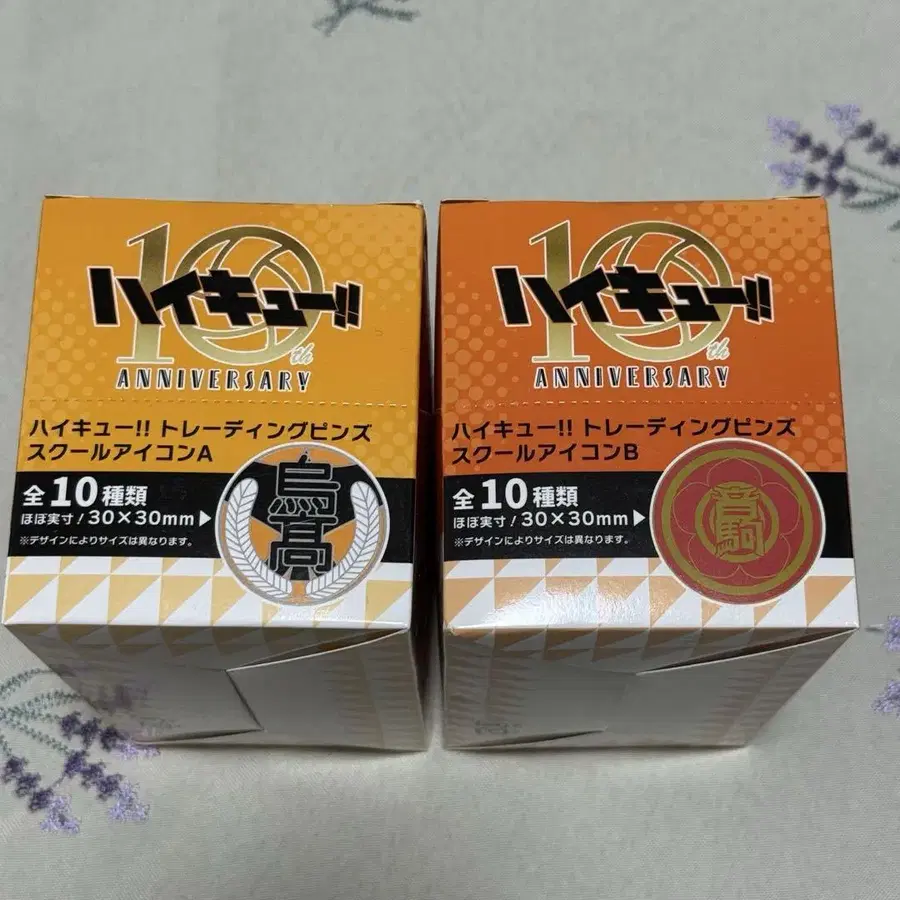 10th
ハイキュー!!
ANNIVERSARY
ハイキュー!! トレーディングピンズ
スクールアイコンA
全10種類
ほぼ実寸!30×30mm▶
※デザインによりサイズは異なります。
烏高
10th
ハイキュー!!
ANNIVERSARY
ハイキュー!! トレーディングピンズ
スクールアイコンB
全10種類
ほぼ実寸!30×30mm▶
※デザインによりサイズは異なります。
音駒